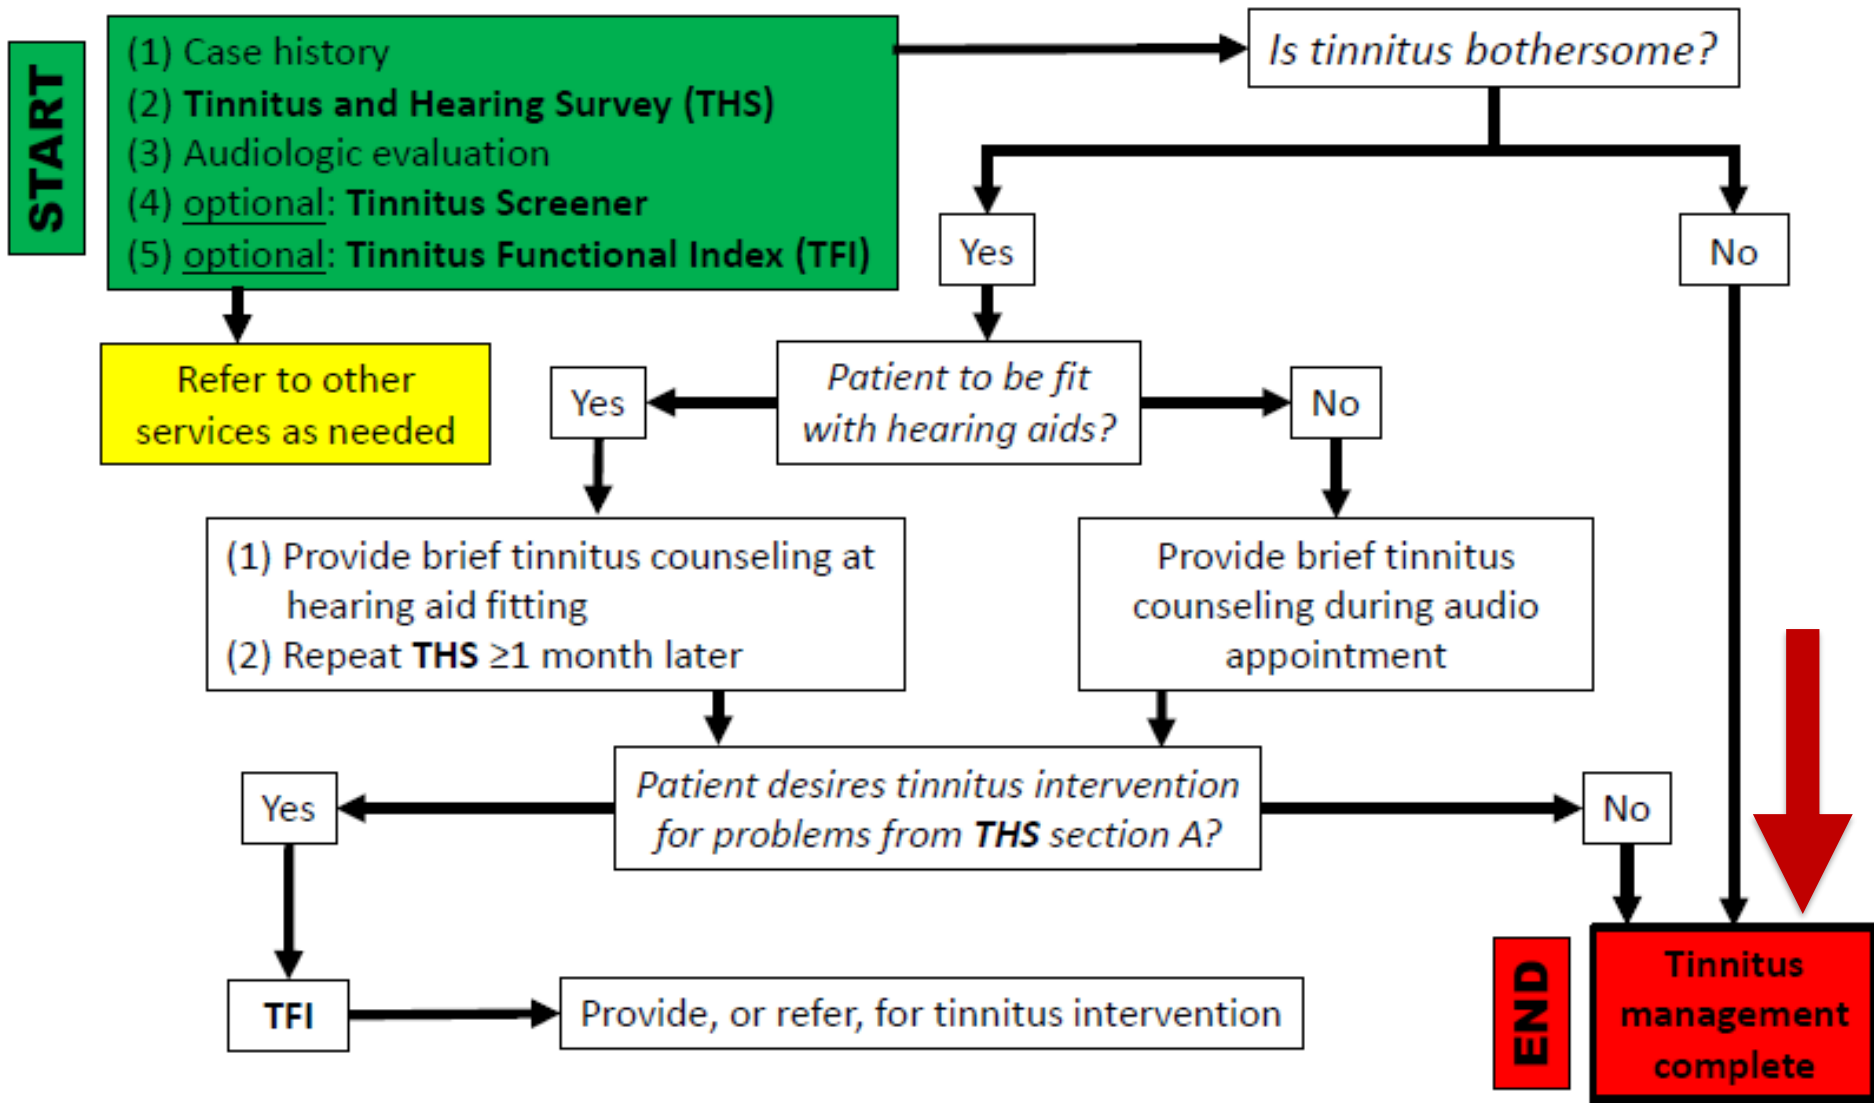 START
(1) Case history
(2) Tinnitus and Hearing Survey (THS)
(3) Audiologic evaluation
(4) optional: Tinnitus Screener
(5) optional: Tinnitus Functional Index (TFI)
Is tinnitus bothersome?
Yes
No
Refer to other
services as needed
Yes
Patient to be fit
with hearing aids?
No
(1) Provide brief tinnitus counseling at
hearing aid fitting
(2) Repeat THS ≥1 month later
Provide brief tinnitus
counseling during audio
appointment
Yes
Patient desires tinnitus intervention
for problems from THS section A?
No
TFI
Provide, or refer, for tinnitus intervention
END
Tinnitus
management
complete